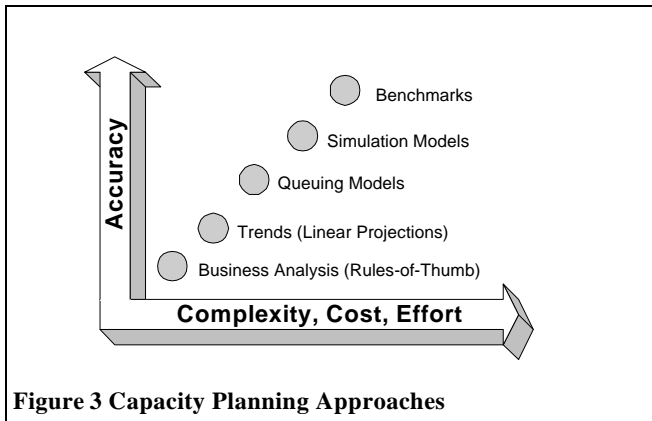 Accuracy
Benchmarks
Simulation Models
Queuing Models
Trends (Linear Projections)
Business Analysis (Rules-of-Thumb)
Complexity, Cost, Effort
Figure 3 Capacity Planning Approaches